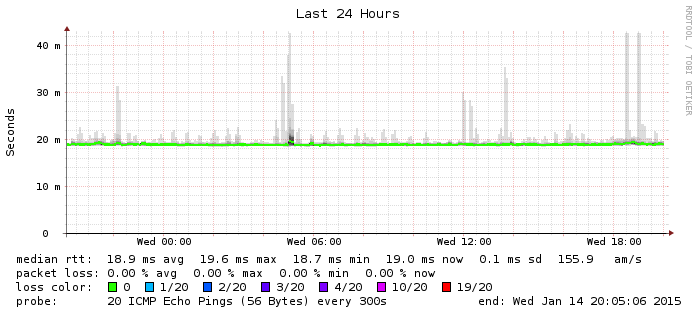 Last 24 Hours
RRDTOOL / TOBI OETIKER
Seconds
40 m
30 m
20 m
10 m
0
Wed 00:00 Wed 06:00 Wed 12:00 Wed 18:00
median rtt: 18.9 ms avg 19.6 ms max 18.7 ms min 19.0 ms now 0.1 ms sd 155.9 am/s
packet loss: 0.00 % avg 0.00 % max 0.00 % min 0.00 % now
loss color: 0 1/20 2/20 3/20 4/20 10/20 19/20
probe: 20 ICMP Echo Pings (56 Bytes) every 300s end: Wed Jan 14 20:05:06 2015